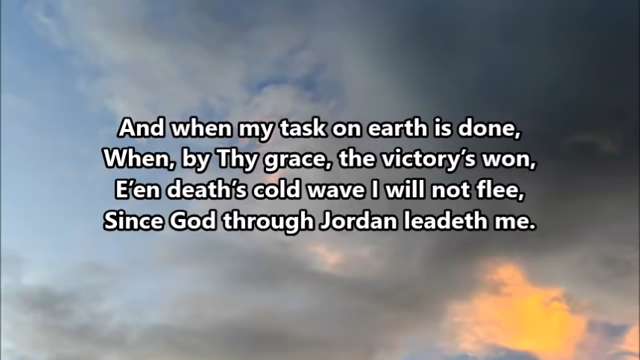 And when my task on earth is done,
When, by Thy grace, the victory’s won,
E’en death’s cold wave I will not flee,
Since God through Jordan leadeth me.